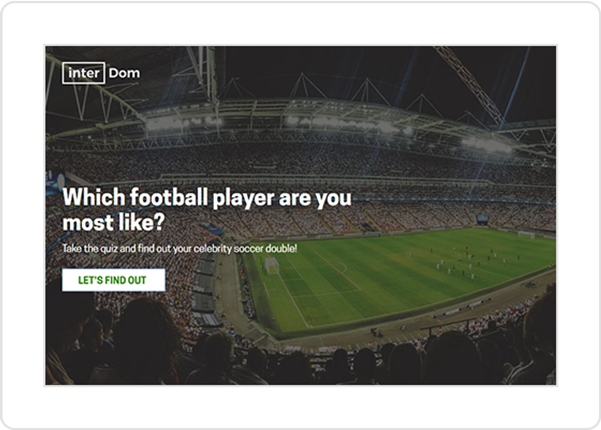 inter Dom
Which football player are you
most like?
Take the quiz and find out your celebrity soccer double!
LET'S FIND OUT